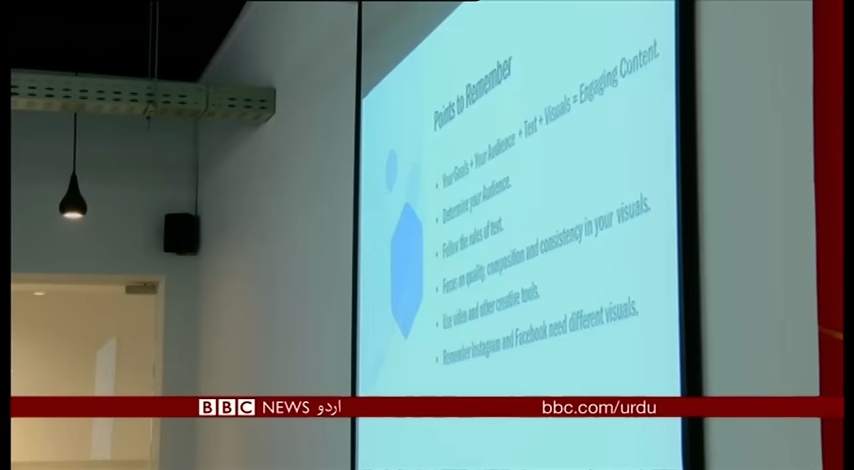 Points to Remember
• Your Goals + Your Audience + Text + Visuals = Engaging Content.
• Determine your Audience.
• Follow the rules of text.
• Focus on quality, composition and consistency in your visuals.
• Use video and other creative tools.
• Remember Instagram and Facebook need different visuals.
BBC NEWS اردو bbc.com/urdu